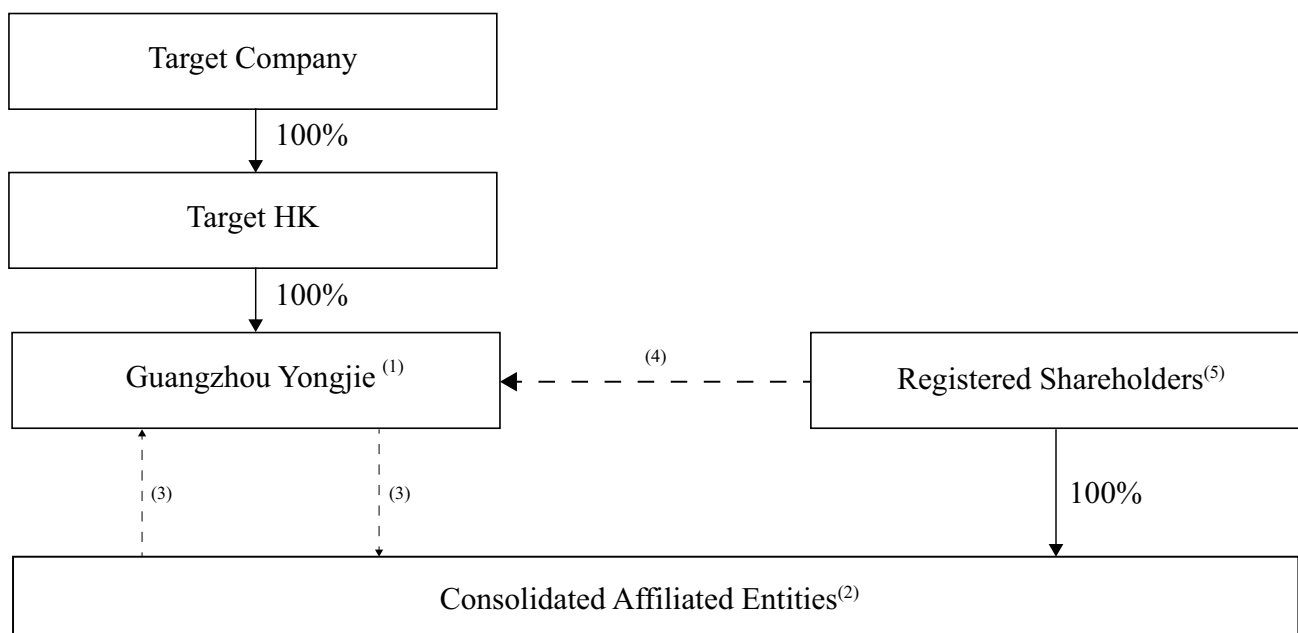 Target Company
100%
Target HK
100%
Guangzhou Yongjie (1)
(4)
Registered Shareholders(5)
(3)
(3)
100%
Consolidated Affiliated Entities(2)